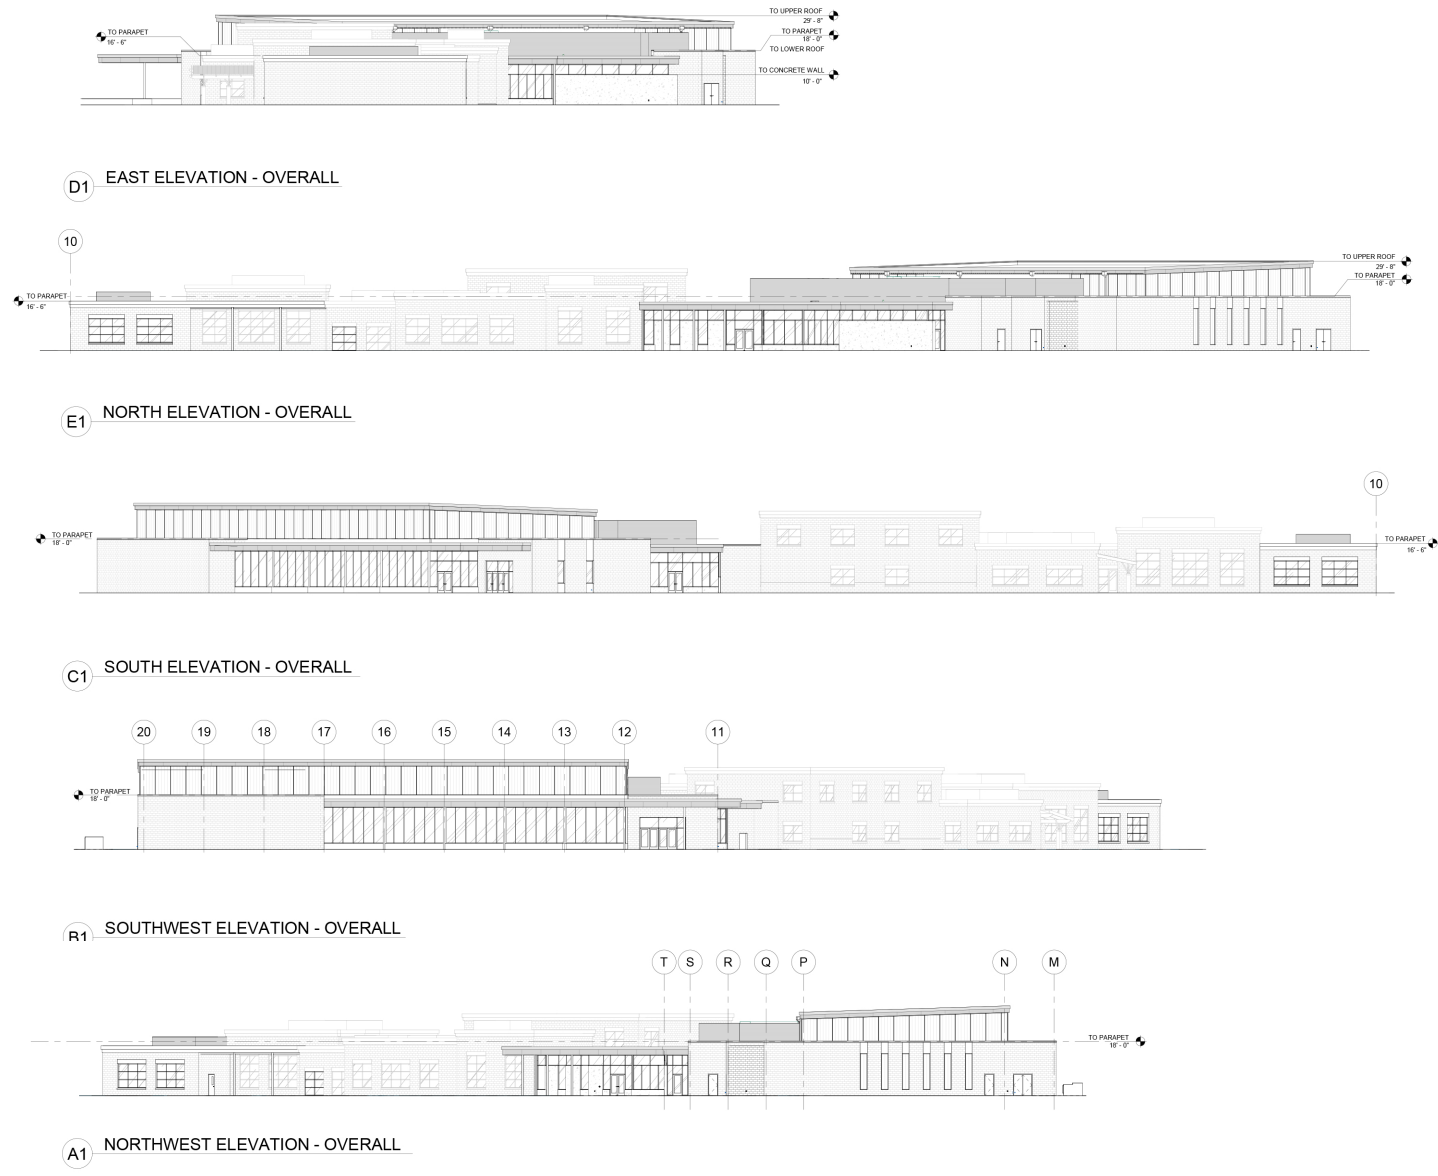 TO UPPER ROOF
29' - 8"
TO PARAPET
16' - 6"
TO PARAPET
18' - 0"
TO LOWER ROOF
TO CONCRETE WALL
10' - 0"
D1 EAST ELEVATION - OVERALL
10
TO UPPER ROOF
29' - 8"
TO PARAPET
18' - 0"
TO PARAPET
16' - 6"
E1 NORTH ELEVATION - OVERALL
10
TO PARAPET
18' - 0"
TO PARAPET
16' - 6"
C1 SOUTH ELEVATION - OVERALL
20 19 18 17 16 15 14 13 12 11
TO PARAPET
18' - 0"
B1 SOUTHWEST ELEVATION - OVERALL
T S R Q P N M
TO PARAPET
18' - 0"
A1 NORTHWEST ELEVATION - OVERALL